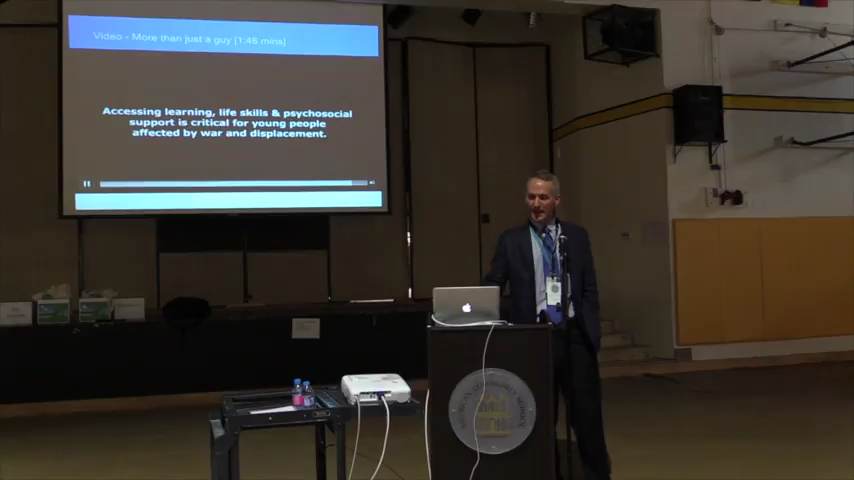 Video - More than just a guy [1:46 mins]
Accessing learning, life skills & psychosocial
support is critical for young people
affected by war and displacement.